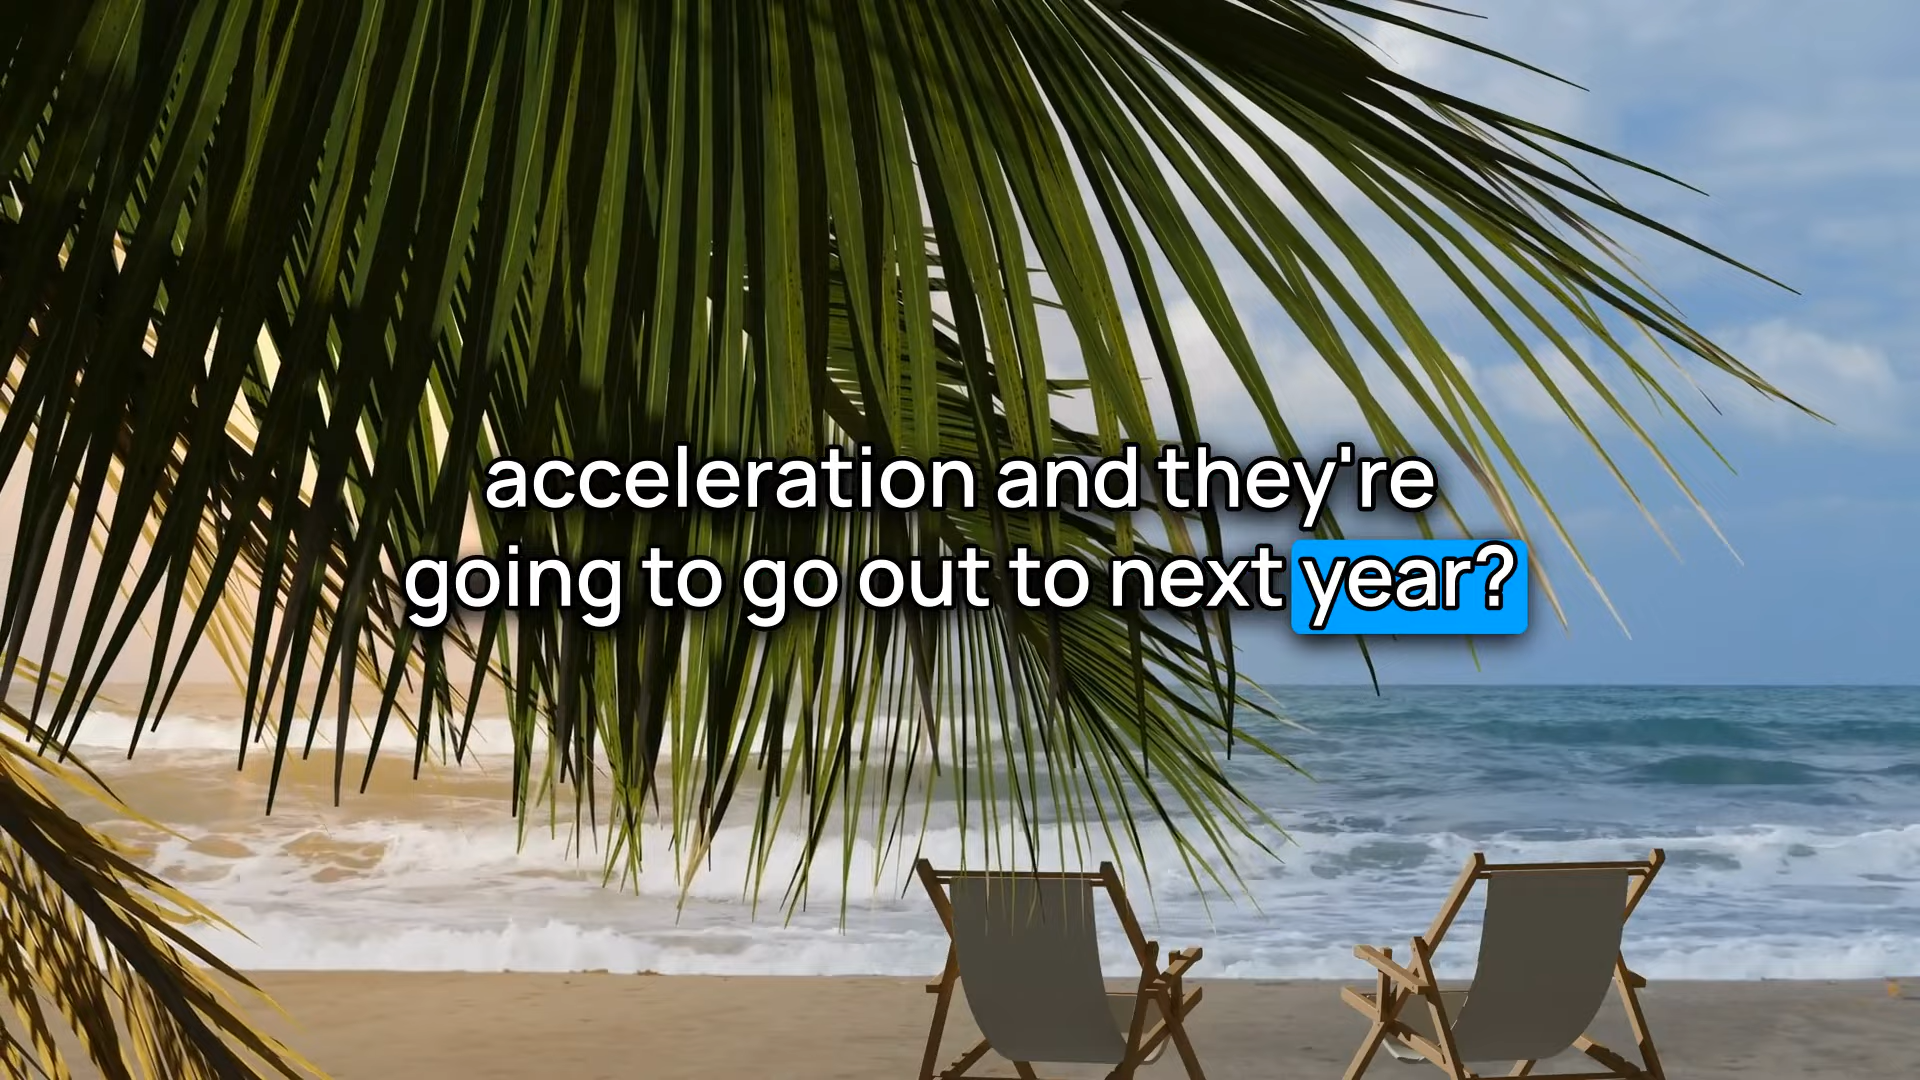 acceleration and they're
going to go out to next year?